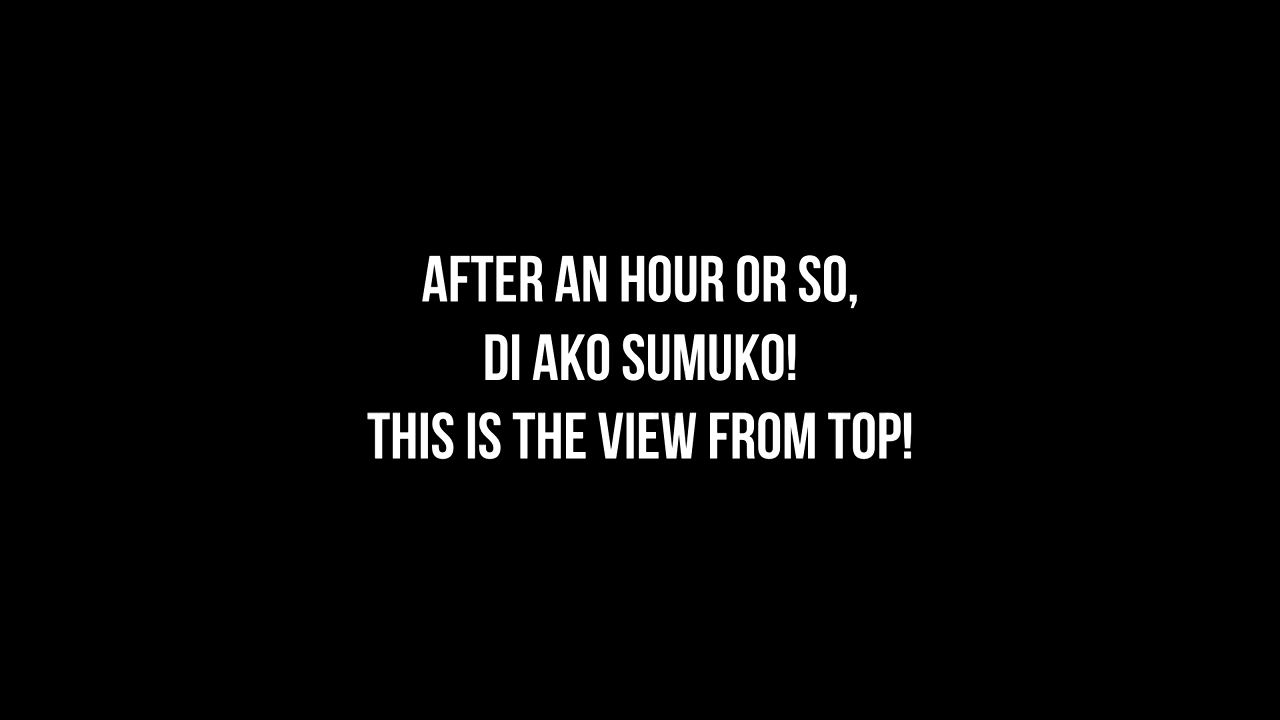 AFTER AN HOUR OR SO,
DI AKO SUMUKO!
THIS IS THE VIEW FROM TOP!